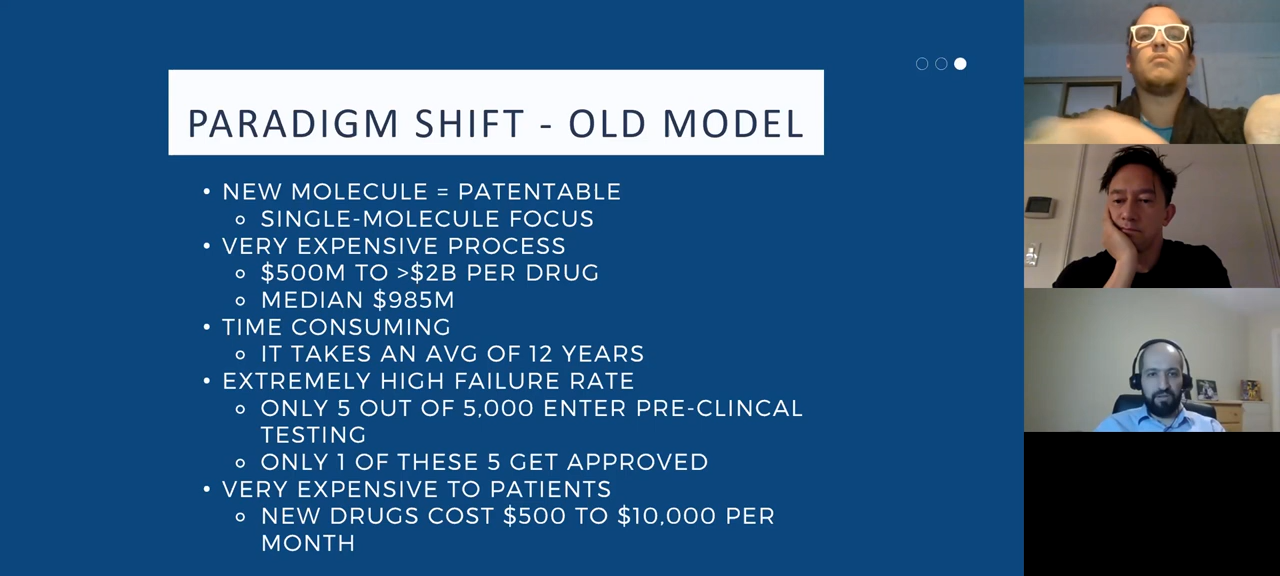 PARADIGM SHIFT - OLD MODEL
• NEW MOLECULE = PATENTABLE
o SINGLE-MOLECULE FOCUS
• VERY EXPENSIVE PROCESS
o $500M TO >$2B PER DRUG
o MEDIAN $985M
• TIME CONSUMING
o IT TAKES AN AVG OF 12 YEARS
• EXTREMELY HIGH FAILURE RATE
o ONLY 5 OUT OF 5,000 ENTER PRE-CLINCAL
TESTING
o ONLY 1 OF THESE 5 GET APPROVED
• VERY EXPENSIVE TO PATIENTS
o NEW DRUGS COST $500 TO $10,000 PER
MONTH